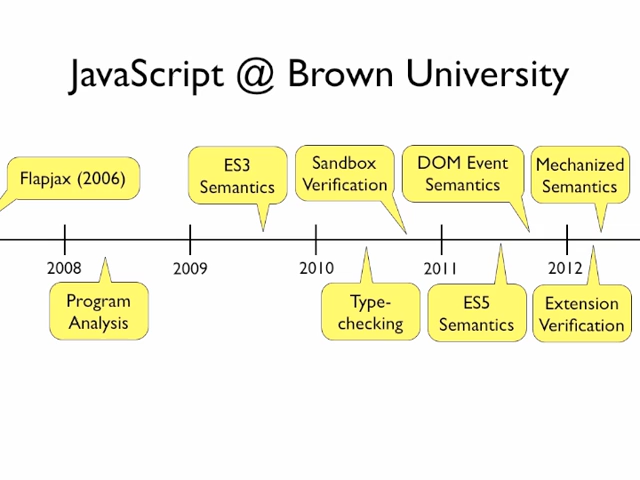 JavaScript @ Brown University
Flapjax (2006)
ES3
Semantics
Sandbox
Verification
DOM Event
Semantics
Mechanized
Semantics
2008
2009
2010
2011
2012
Program
Analysis
Type-
checking
ES5
Semantics
Extension
Verification